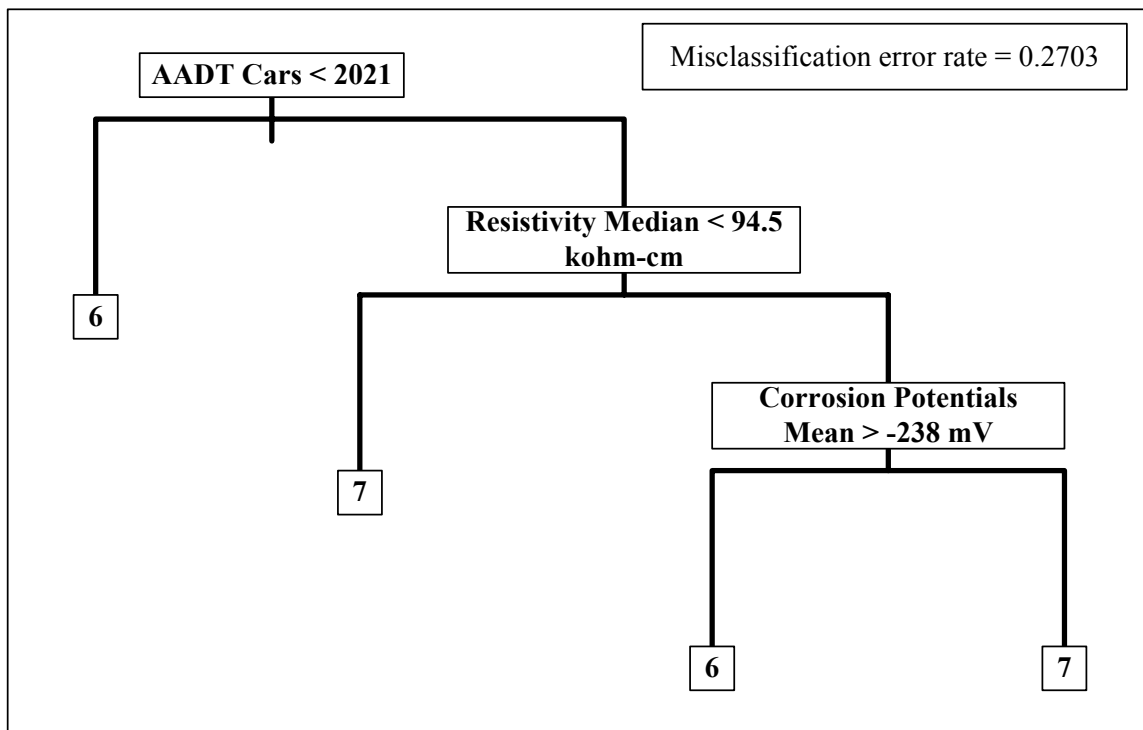 AADT Cars < 2021
Misclassification error rate = 0.2703
Resistivity Median < 94.5
kohm-cm
6
Corrosion Potentials
Mean > -238 mV
7
6
7